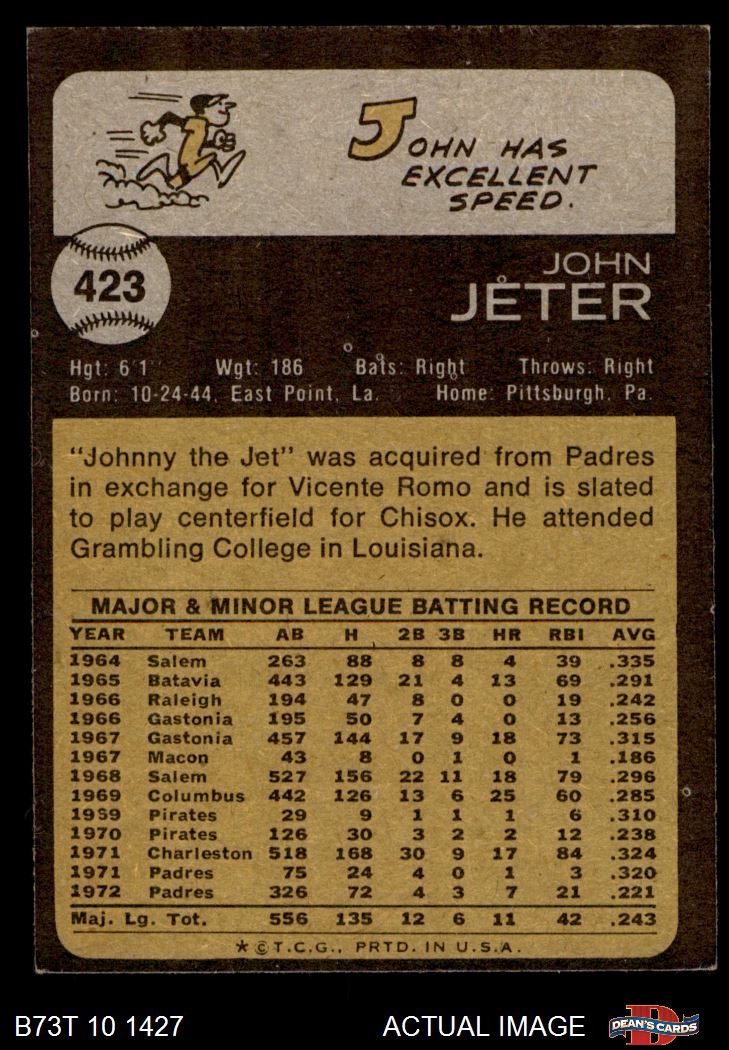 JOHN HAS
EXCELLENT
SPEED.
423
JOHN
JETER
Hgt: 6'1" Wgt: 186 Bats: Right Throws: Right
Born: 10-24-44, East Point, La. Home: Pittsburgh, Pa.
"Johnny the Jet" was acquired from Padres
in exchange for Vicente Romo and is slated
to play centerfield for Chisox. He attended
Grambling College in Louisiana.
MAJOR & MINOR LEAGUE BATTING RECORD
YEAR TEAM AB H 2B 3B HR RBI AVG
1964 Salem 263 88 8 8 4 39 .335
1965 Batavia 443 129 21 4 13 69 .291
1966 Raleigh 194 47 8 0 0 19 .242
1966 Gastonia 195 50 7 4 0 13 .256
1967 Gastonia 457 144 17 9 18 73 .315
1967 Macon 43 8 0 1 0 1 .186
1968 Salem 527 156 22 11 18 79 .296
1969 Columbus 442 126 13 6 25 60 .285
1969 Pirates 29 9 1 1 1 6 .310
1970 Pirates 126 30 3 2 2 12 .238
1971 Charleston 518 168 30 9 17 84 .324
1971 Padres 75 24 4 0 1 3 .320
1972 Padres 326 72 4 3 7 21 .221
Maj. Lg. Tot. 556 135 12 6 11 42 .243
★ © T.C.G., PRTD. IN U.S.A.
B73T 10 1427 ACTUAL IMAGE DEAN'S CARDS